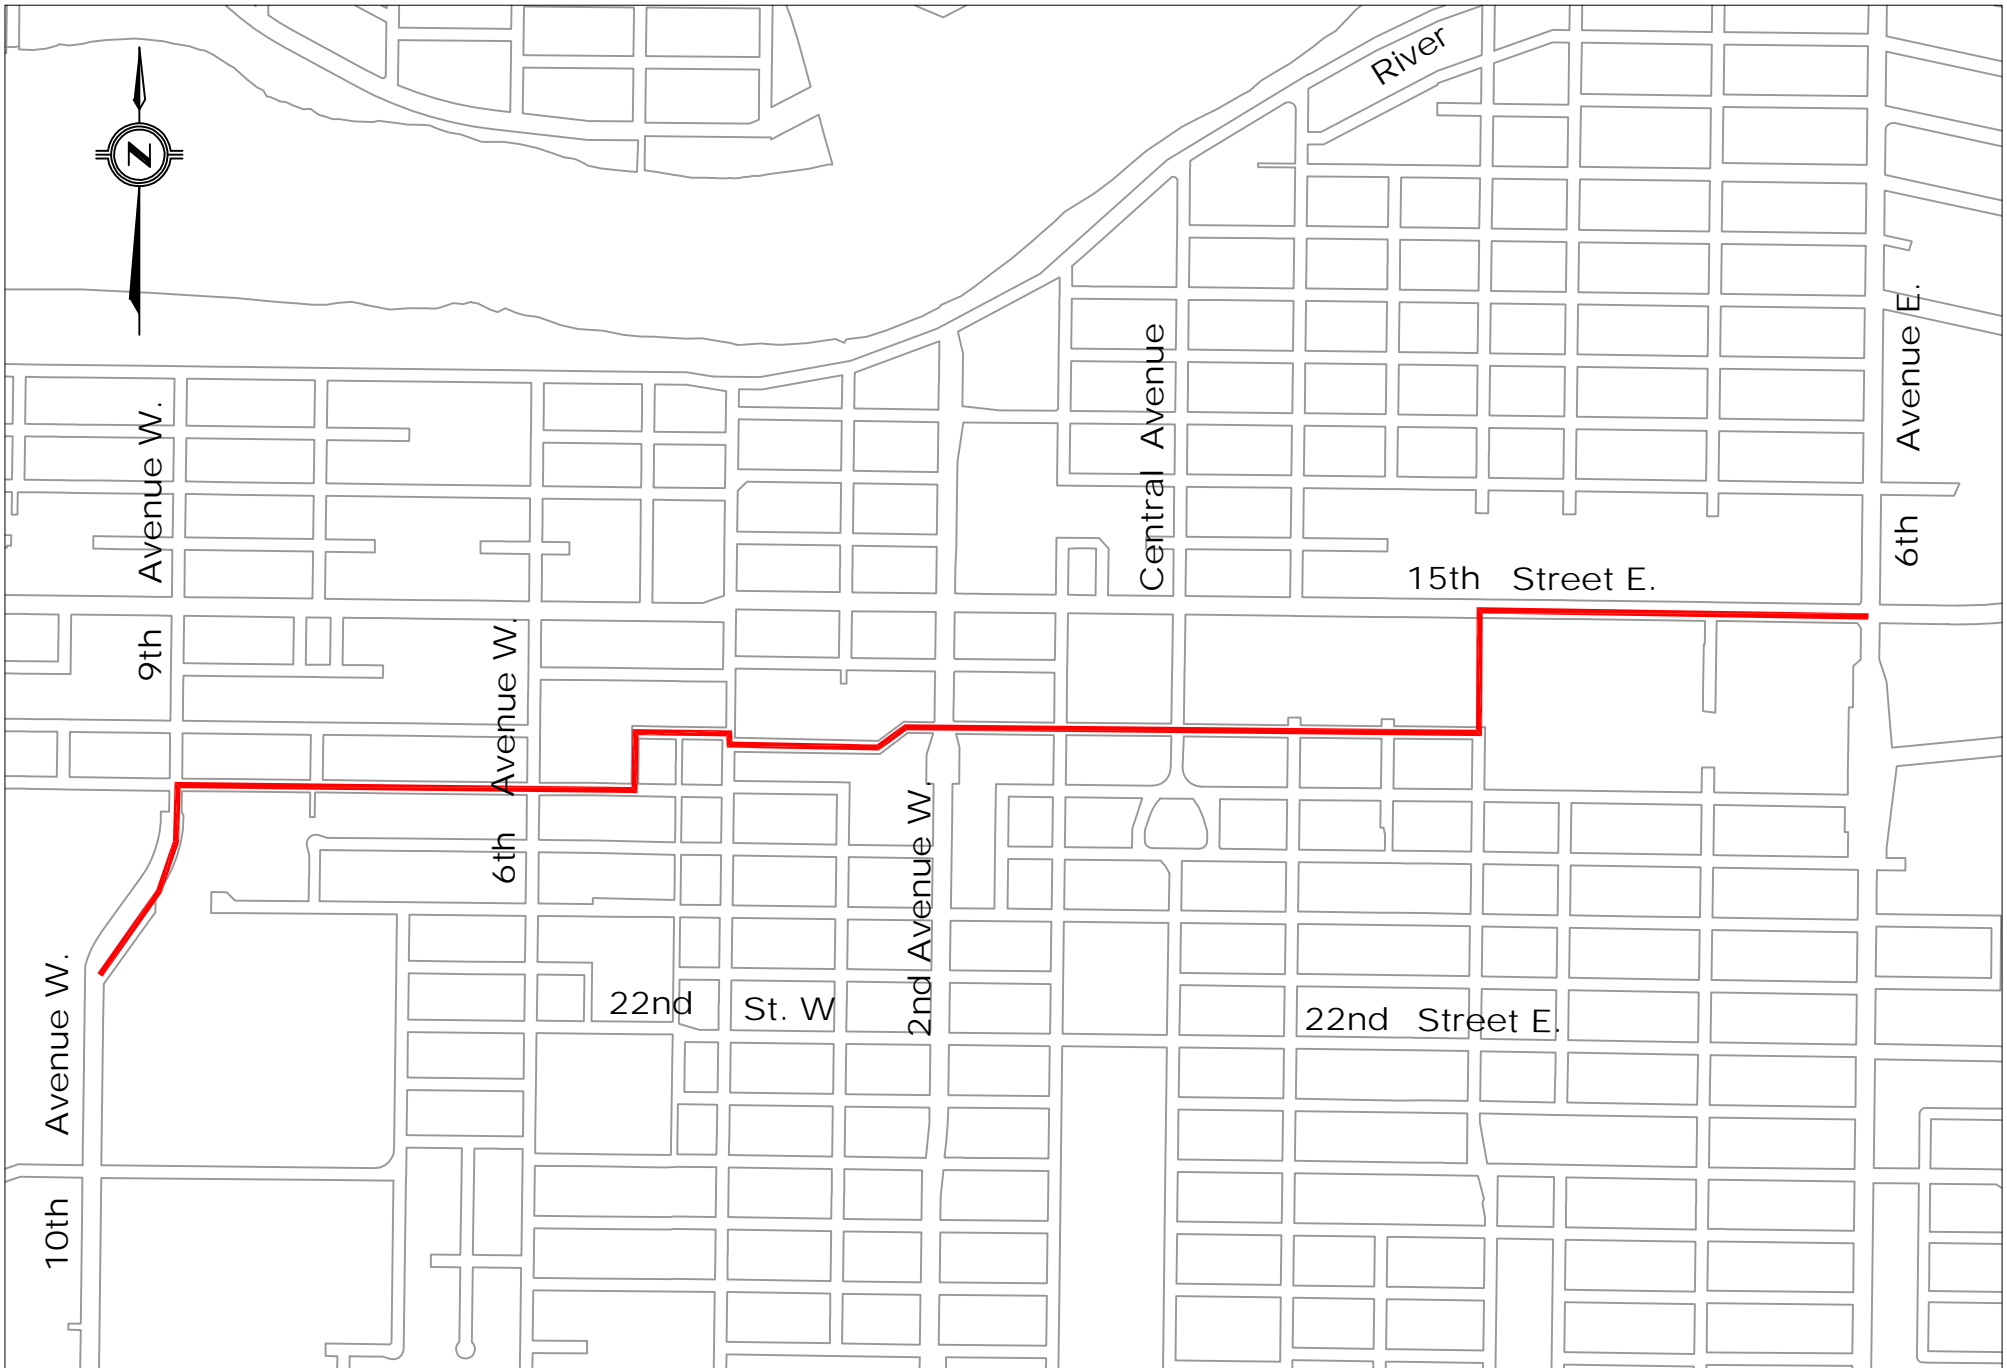 River
N
Central Avenue
6th Avenue E.
9th Avenue W.
15th Street E.
6th Avenue W.
2nd Avenue W.
10th Avenue W.
22nd St. W
22nd Street E.